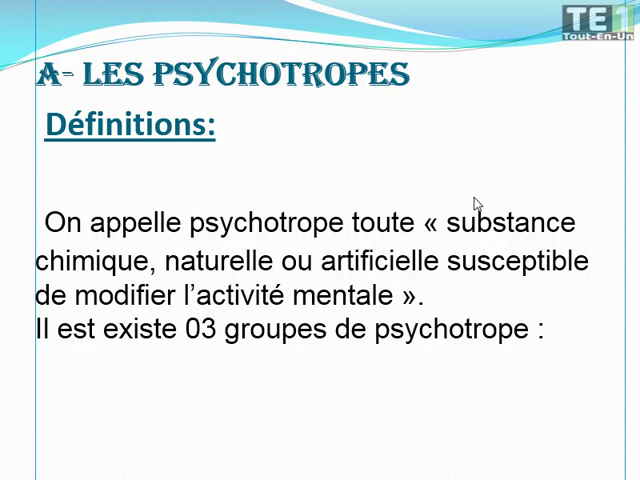 TE1
Tout-En-Un
A- LES PSYCHOTROPES
Définitions:
On appelle psychotrope toute « substance
chimique, naturelle ou artificielle susceptible
de modifier l’activité mentale ».
Il est existe 03 groupes de psychotrope :